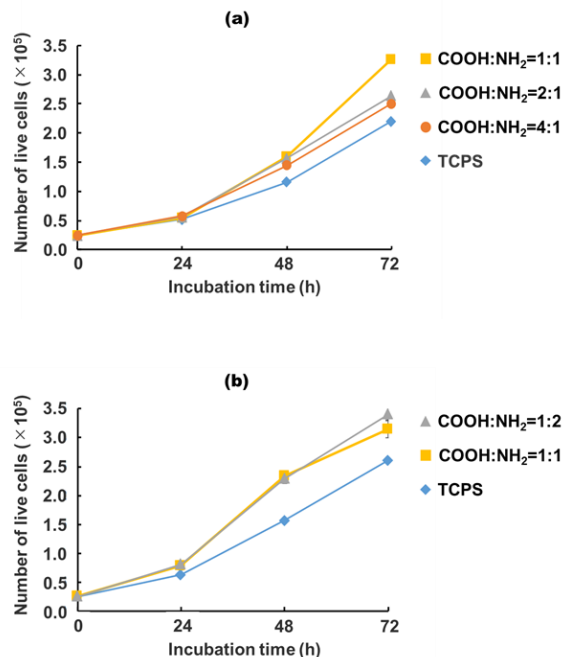 (a)
Number of live cells (×10⁵)
3.5
3.0
2.5
2.0
1.5
1.0
0.5
0.0
0 24 48 72
Incubation time (h)
COOH:NH₂=1:1
COOH:NH₂=2:1
COOH:NH₂=4:1
TCPS
(b)
Number of live cells (×10⁵)
3.5
3.0
2.5
2.0
1.5
1.0
0.5
0.0
0 24 48 72
Incubation time (h)
COOH:NH₂=1:2
COOH:NH₂=1:1
TCPS